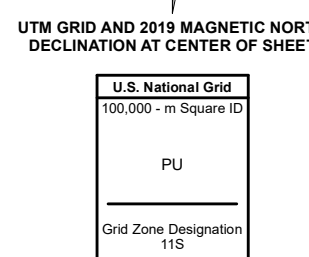 UTM GRID AND 2019 MAGNETIC NORT
DECLINATION AT CENTER OF SHEET
U.S. National Grid
100,000 - m Square ID
PU
Grid Zone Designation
11S